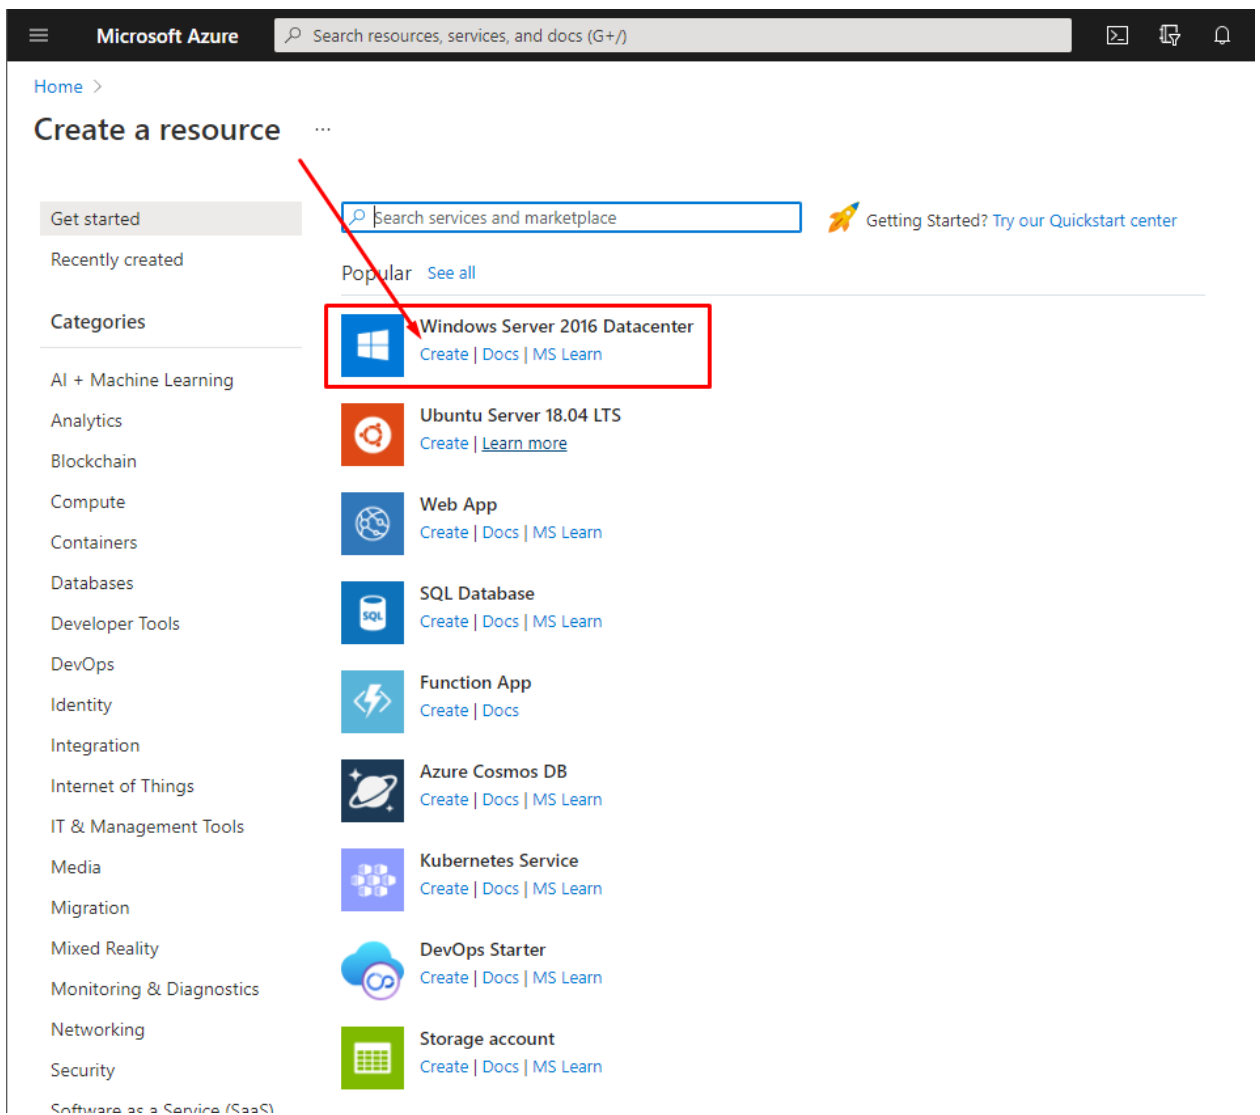 Microsoft Azure
Search resources, services, and docs (G+/)
Home >
Create a resource ...
Get started
Recently created
Categories
AI + Machine Learning
Analytics
Blockchain
Compute
Containers
Databases
Developer Tools
DevOps
Identity
Integration
Internet of Things
IT & Management Tools
Media
Migration
Mixed Reality
Monitoring & Diagnostics
Networking
Security
Software as a Service (SaaS)
Search services and marketplace
Getting Started? Try our Quickstart center
Popular See all
Windows Server 2016 Datacenter
Create | Docs | MS Learn
Ubuntu Server 18.04 LTS
Create | Learn more
Web App
Create | Docs | MS Learn
SQL
SQL Database
Create | Docs | MS Learn
Function App
Create | Docs
Azure Cosmos DB
Create | Docs | MS Learn
Kubernetes Service
Create | Docs | MS Learn
DevOps Starter
Create | Docs | MS Learn
Storage account
Create | Docs | MS Learn